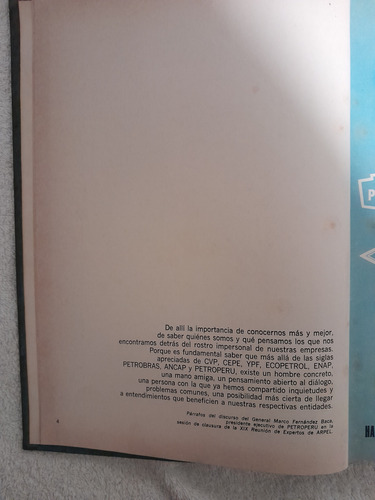 De allí la importancia de conocernos más y mejor,
de saber quiénes somos y qué pensamos los que nos
encontramos detrás del rostro impersonal de nuestras empresas.
Porque es fundamental saber que más allá de las siglas
apreciadas de CVP, CEPE, YPF, ECOPETROL, ENAP,
PETROBRAS, ANCAP y PETROPERU, existe un hombre concreto,
una mano amiga, un pensamiento abierto al diálogo,
una persona con la que ya hemos compartido inquietudes y
problemas comunes, una posibilidad más cierta de llegar
a entendimientos que beneficien a nuestras respectivas entidades.
Párrafos del discurso del General Marco Fernández Baca,
presidente ejecutivo de PETROPERU en la
sesión de clausura de la XIX Reunión de Expertos de ARPEL.
P
HA